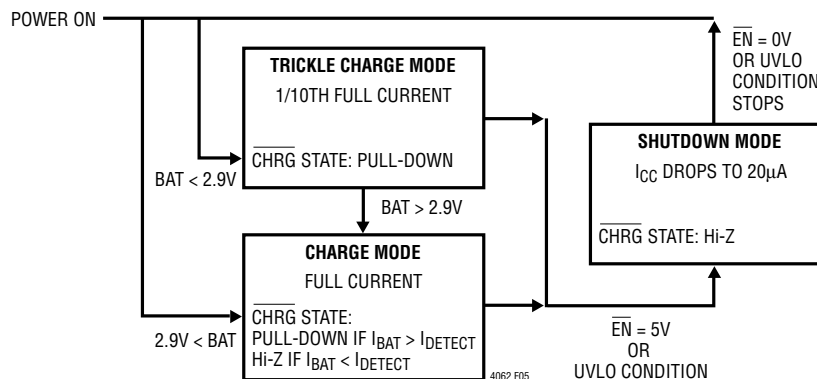 POWER ON
TRICKLE CHARGE MODE
1/10TH FULL CURRENT
CHRG STATE: PULL-DOWN
BAT < 2.9V
BAT > 2.9V
CHARGE MODE
FULL CURRENT
CHRG STATE:
PULL-DOWN IF IBAT > IDETECT
Hi-Z IF IBAT < IDETECT
2.9V < BAT
4062 F05
EN = 0V
OR UVLO
CONDITION
STOPS
SHUTDOWN MODE
ICC DROPS TO 20µA
CHRG STATE: Hi-Z
EN = 5V
OR
UVLO CONDITION